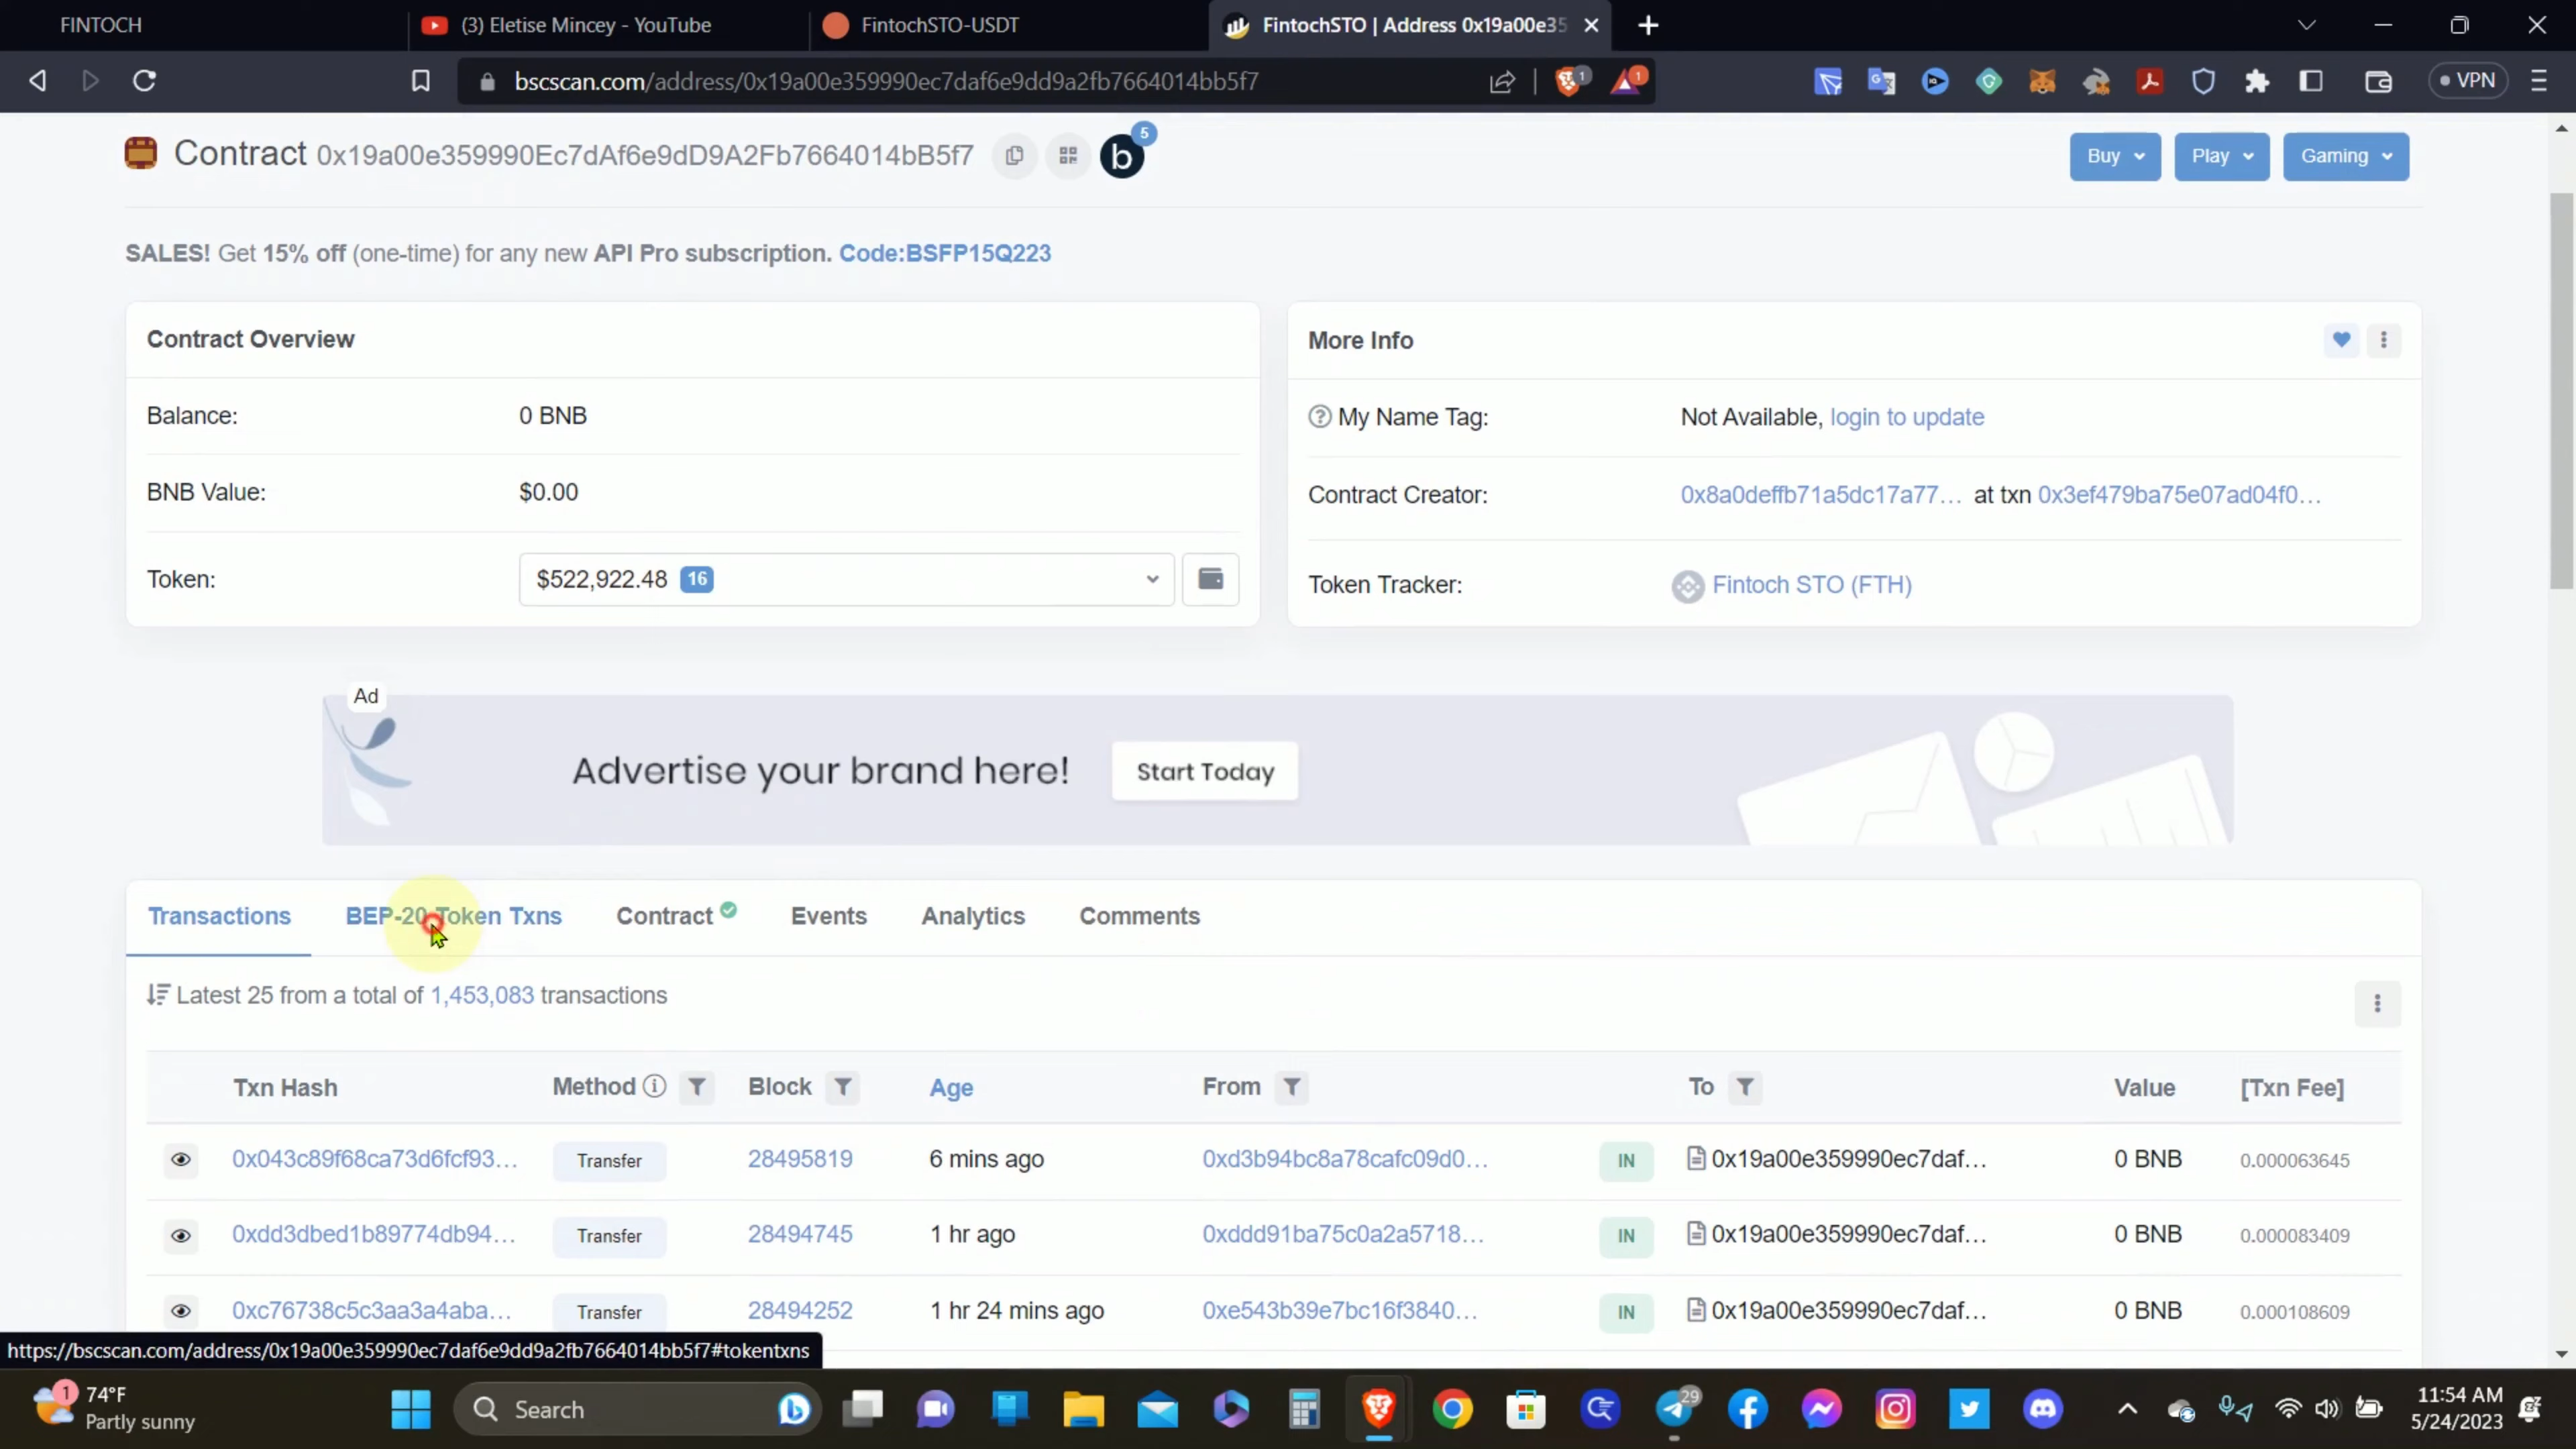 FINTOCH
(3) Eletise Mincey - YouTube
FintochSTO-USDT
FintochSTO | Address 0x19a00e35
bscscan.com/address/0x19a00e359990ec7daf6e9dd9a2fb7664014bb5f7
1
1
VPN
Contract 0x19a00e359990Ec7dAf6e9dD9A2Fb7664014bB5f7
b
5
Buy
Play
Gaming
SALES! Get 15% off (one-time) for any new API Pro subscription. Code:BSFP15Q223
Contract Overview
Balance: 0 BNB
BNB Value: $0.00
Token: $522,922.48 16
More Info
My Name Tag: Not Available, login to update
Contract Creator: 0x8a0deffb71a5dc17a77... at txn 0x3ef479ba75e07ad04f0...
Token Tracker: Fintoch STO (FTH)
Ad
Advertise your brand here!
Start Today
Transactions BEP-20 Token Txns Contract Events Analytics Comments
Latest 25 from a total of 1,453,083 transactions
Txn Hash Method Block Age From To Value [Txn Fee]
0x043c89f68ca73d6fcf93... Transfer 28495819 6 mins ago 0xd3b94bc8a78cafc09d0... IN 0x19a00e359990ec7daf... 0 BNB 0.000063645
0xdd3dbed1b89774db94... Transfer 28494745 1 hr ago 0xddd91ba75c0a2a5718... IN 0x19a00e359990ec7daf... 0 BNB 0.000083409
0xc76738c5c3aa3a4aba... Transfer 28494252 1 hr 24 mins ago 0xe543b39e7bc16f3840... IN 0x19a00e359990ec7daf... 0 BNB 0.000108609
https://bscscan.com/address/0x19a00e359990ec7daf6e9dd9a2fb7664014bb5f7#tokentxns
1
74°F
Partly sunny
Search
29
11:54 AM
5/24/2023